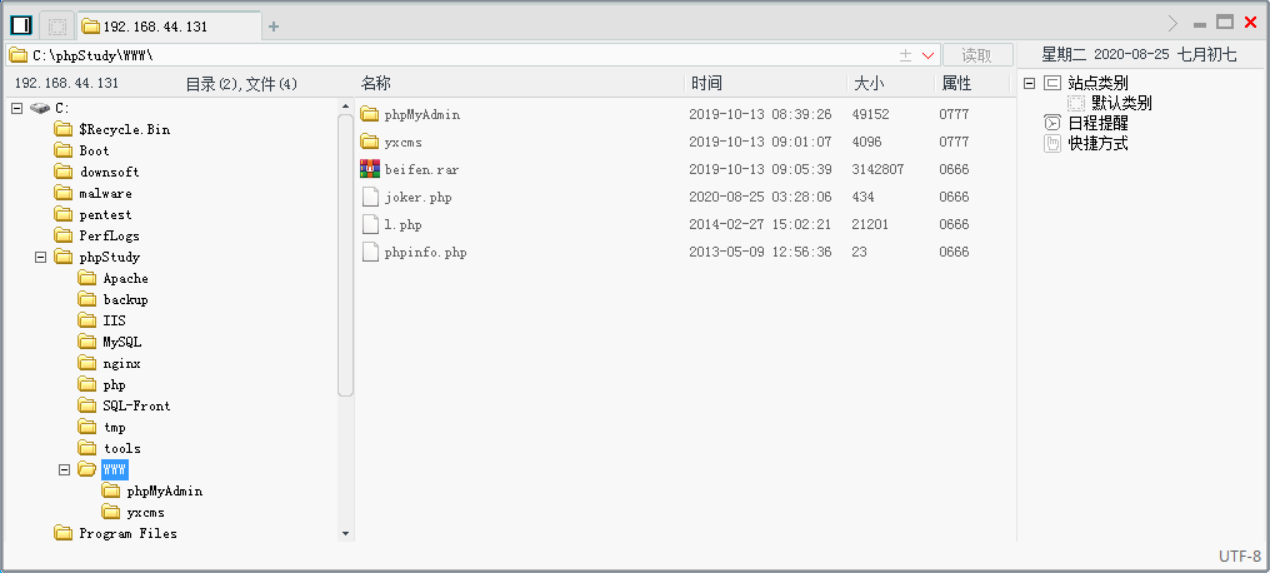 192.168.44.131
C:\phpStudy\WWW\ 读取 星期二 2020-08-25 七月初七
192.168.44.131 目录(2),文件(4) 名称 时间 大小 属性
C:
$Recycle.Bin
Boot
downsoft
malware
pentest
PerfLogs
phpStudy
Apache
backup
IIS
MySQL
nginx
php
SQL-Front
tmp
tools
WWW
phpMyAdmin
yxcms
Program Files
phpMyAdmin 2019-10-13 08:39:26 49152 0777
yxcms 2019-10-13 09:01:07 4096 0777
beifen.rar 2019-10-13 09:05:39 3142807 0666
joker.php 2020-08-25 03:28:06 434 0666
l.php 2014-02-27 15:02:21 21201 0666
phpinfo.php 2013-05-09 12:56:36 23 0666
站点类别
默认类别
日程提醒
快捷方式
UTF-8